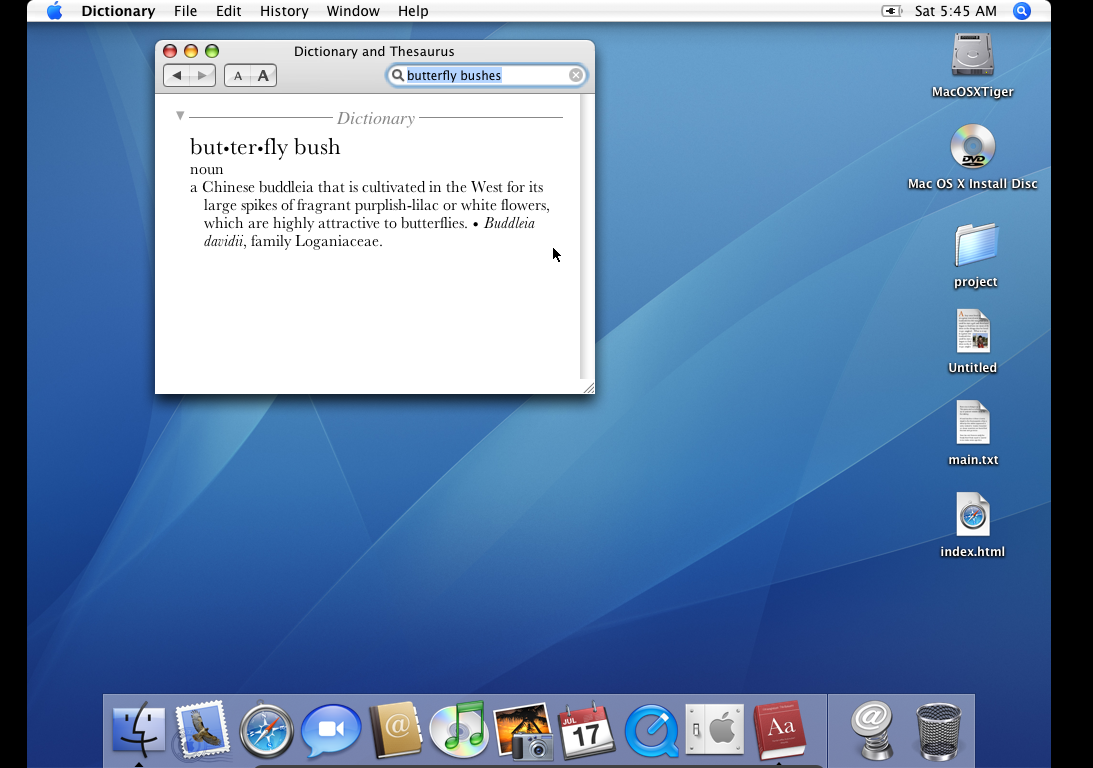 Dictionary File Edit History Window Help Sat 5:45 AM
Dictionary and Thesaurus
A A butterfly bushes
Dictionary
but•ter•fly bush
noun
a Chinese buddleia that is cultivated in the West for its
large spikes of fragrant purplish-lilac or white flowers,
which are highly attractive to butterflies. • Buddleia
davidii, family Loganiaceae.
MacOSXTiger
DVD
Mac OS X Install Disc
project
Untitled
main.txt
index.html
@
JUL
17
Aa
@